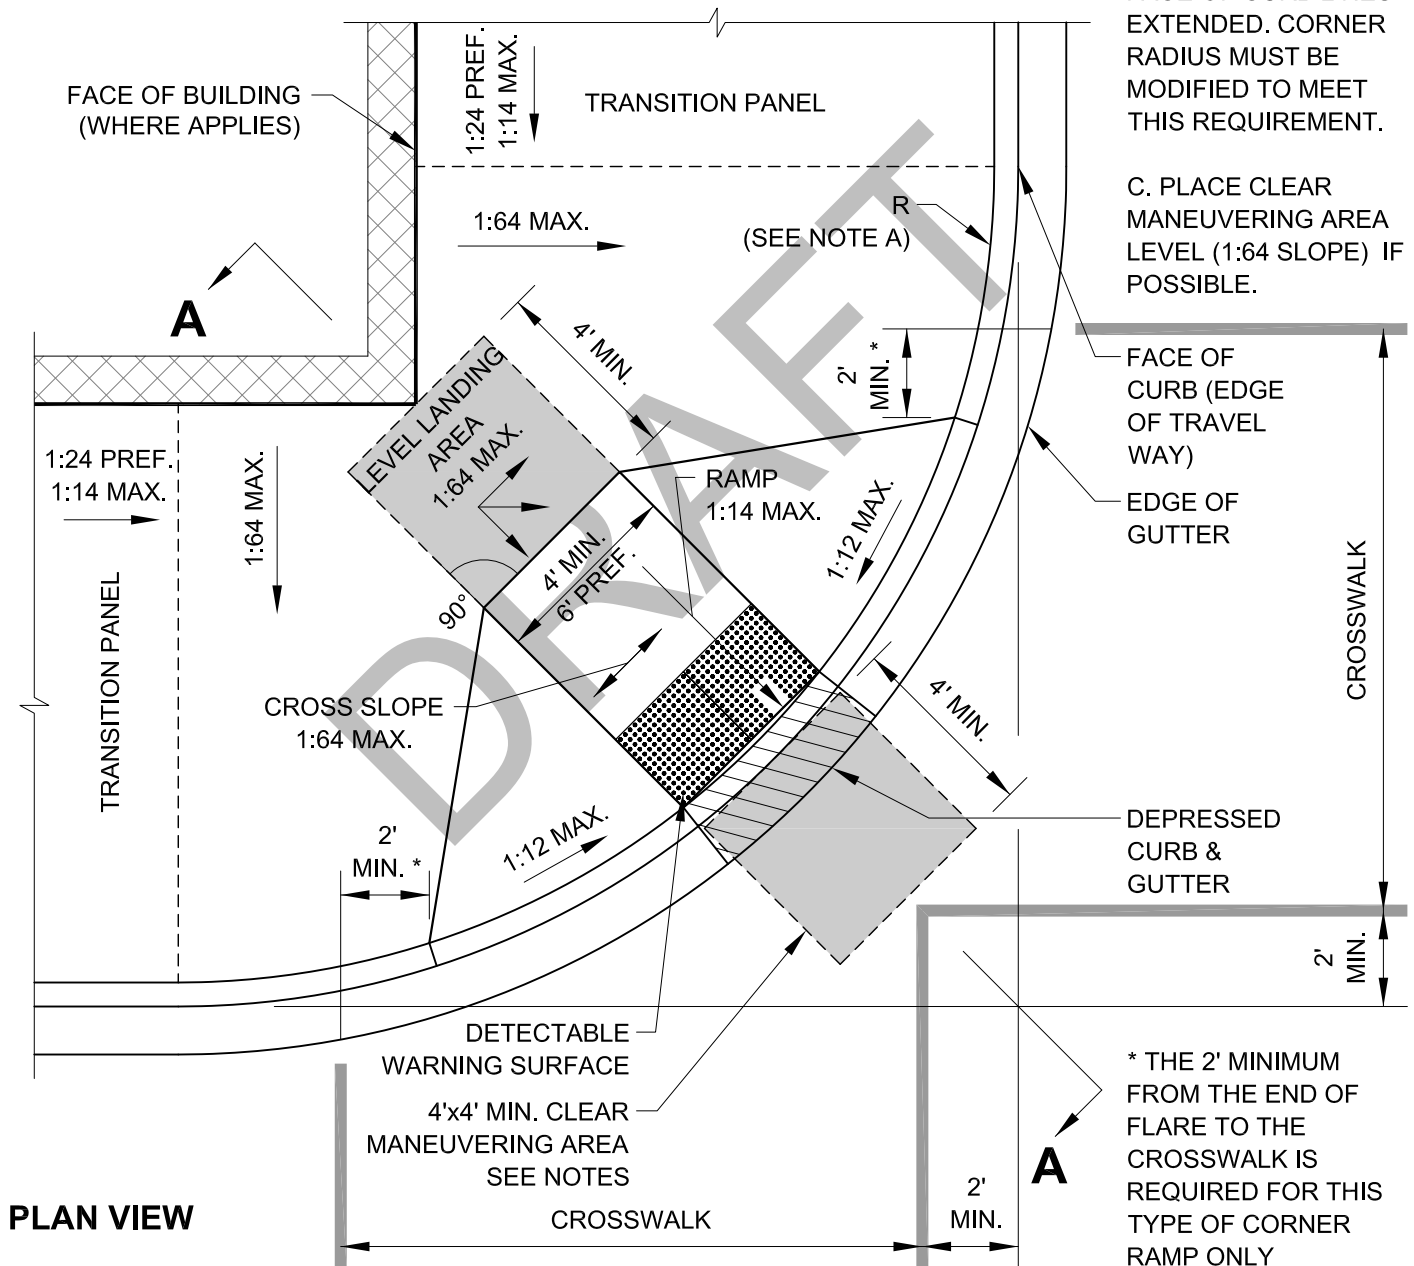 EXTENDED. CORNER
RADIUS MUST BE
MODIFIED TO MEET
THIS REQUIREMENT.
C. PLACE CLEAR
MANEUVERING AREA
LEVEL (1:64 SLOPE) IF
POSSIBLE.
FACE OF BUILDING
(WHERE APPLIES)
1:24 PREF.
1:14 MAX.
TRANSITION PANEL
1:64 MAX.
R
(SEE NOTE A)
A
4' MIN.
2'
MIN. *
FACE OF
CURB (EDGE
OF TRAVEL
WAY)
EDGE OF
GUTTER
LEVEL LANDING
AREA
1:64 MAX.
1:24 PREF.
1:14 MAX.
1:64 MAX.
RAMP
1:14 MAX.
1:12 MAX.
4' MIN.
6' PREF.
90°
TRANSITION PANEL
CROSSWALK
CROSS SLOPE
1:64 MAX.
4' MIN.
DRAFT
DEPRESSED
CURB &
GUTTER
1:12 MAX.
2'
MIN. *
2'
MIN.
DETECTABLE
WARNING SURFACE
4'x4' MIN. CLEAR
MANEUVERING AREA
SEE NOTES
* THE 2' MINIMUM
FROM THE END OF
FLARE TO THE
CROSSWALK IS
REQUIRED FOR THIS
TYPE OF CORNER
RAMP ONLY
A
2'
MIN.
CROSSWALK
PLAN VIEW